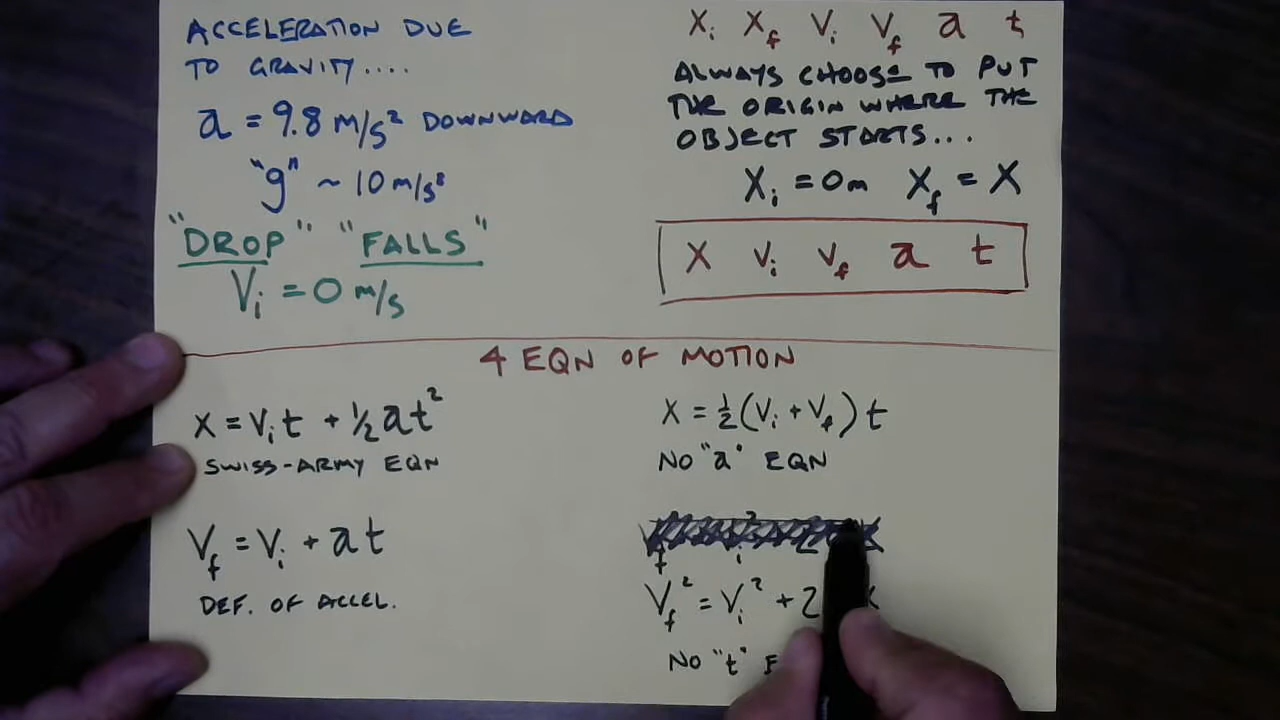 ACCELERATION DUE
TO GRAVITY....
a = 9.8 m/s² DOWNWARD
"g" ~ 10 m/s²
"DROP" "FALLS"
Vi = 0 m/s
Xi Xf Vi Vf a t
ALWAYS CHOOSE TO PUT
THE ORIGIN WHERE THE
OBJECT STARTS...
Xi = 0m Xf = X
X Vi Vf a t
4 EQN OF MOTION
X = Vit + ½at²
SWISS-ARMY EQN
Vf = Vi + at
DEF. OF ACCEL.
X = ½(Vi + Vf)t
NO "a" EQN
Vf² = Vi² + 2
NO "t"